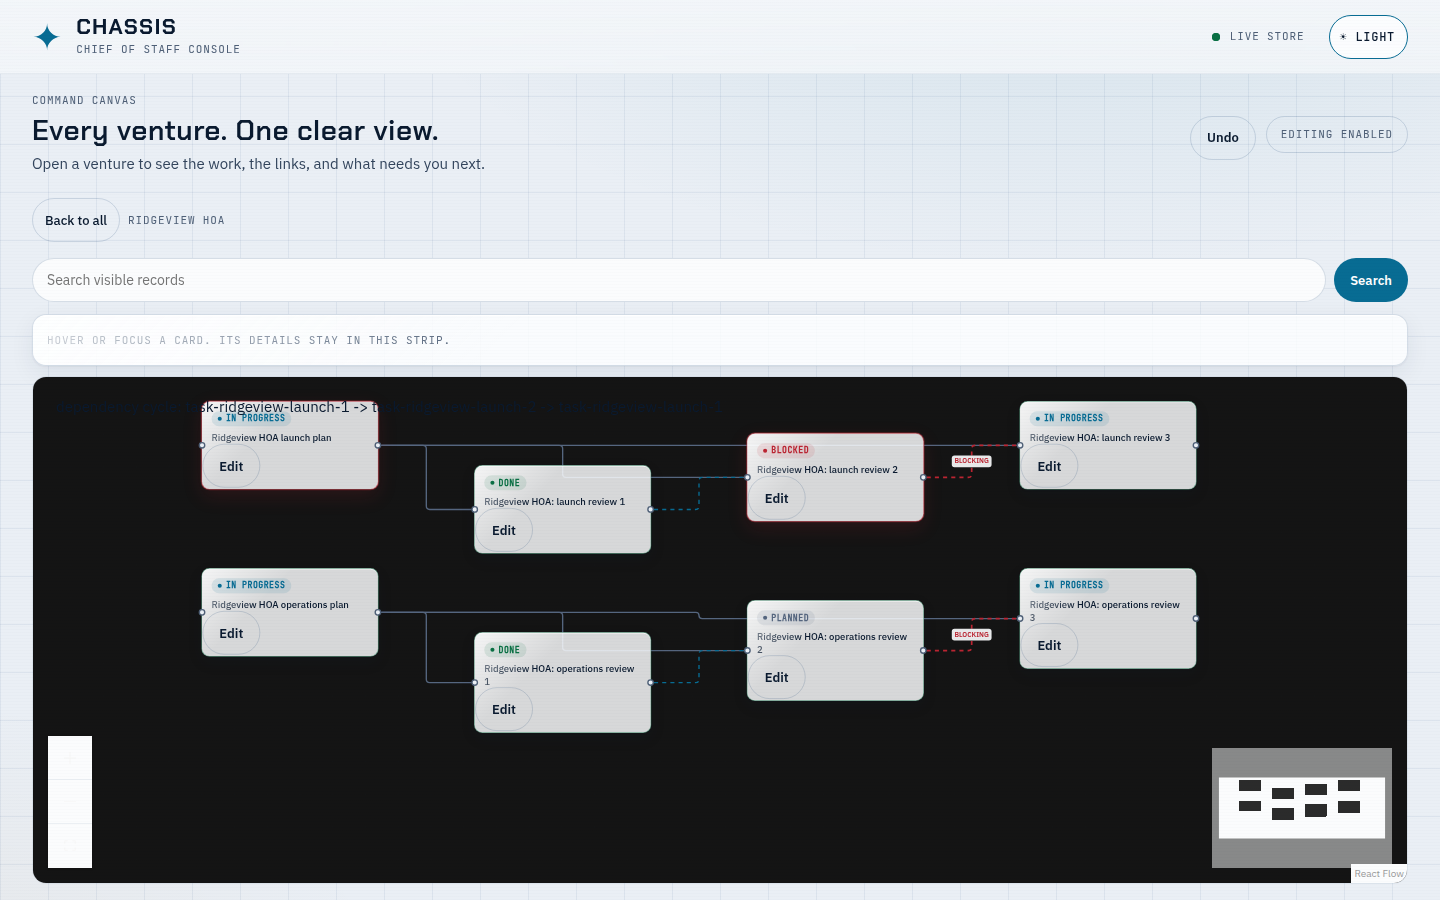 CHASSIS
CHIEF OF STAFF CONSOLE
LIVE STORE
☀ LIGHT
COMMAND CANVAS
Every venture. One clear view.
Open a venture to see the work, the links, and what needs you next.
Undo
EDITING ENABLED
Back to all
RIDGEVIEW HOA
Search visible records
Search
HOVER OR FOCUS A CARD. ITS DETAILS STAY IN THIS STRIP.
sk-ridgeview-launch-1 -> t
IN PROGRESS
Ridgeview HOA launch plan
Edit
DONE
Ridgeview HOA: launch review 1
Edit
BLOCKED
Ridgeview HOA: launch review 2
Edit
BLOCKING
IN PROGRESS
Ridgeview HOA: launch review 3
Edit
IN PROGRESS
Ridgeview HOA operations plan
Edit
DONE
Ridgeview HOA: operations review
1
Edit
PLANNED
Ridgeview HOA: operations review
2
Edit
BLOCKING
IN PROGRESS
Ridgeview HOA: operations review
3
Edit
React Flow